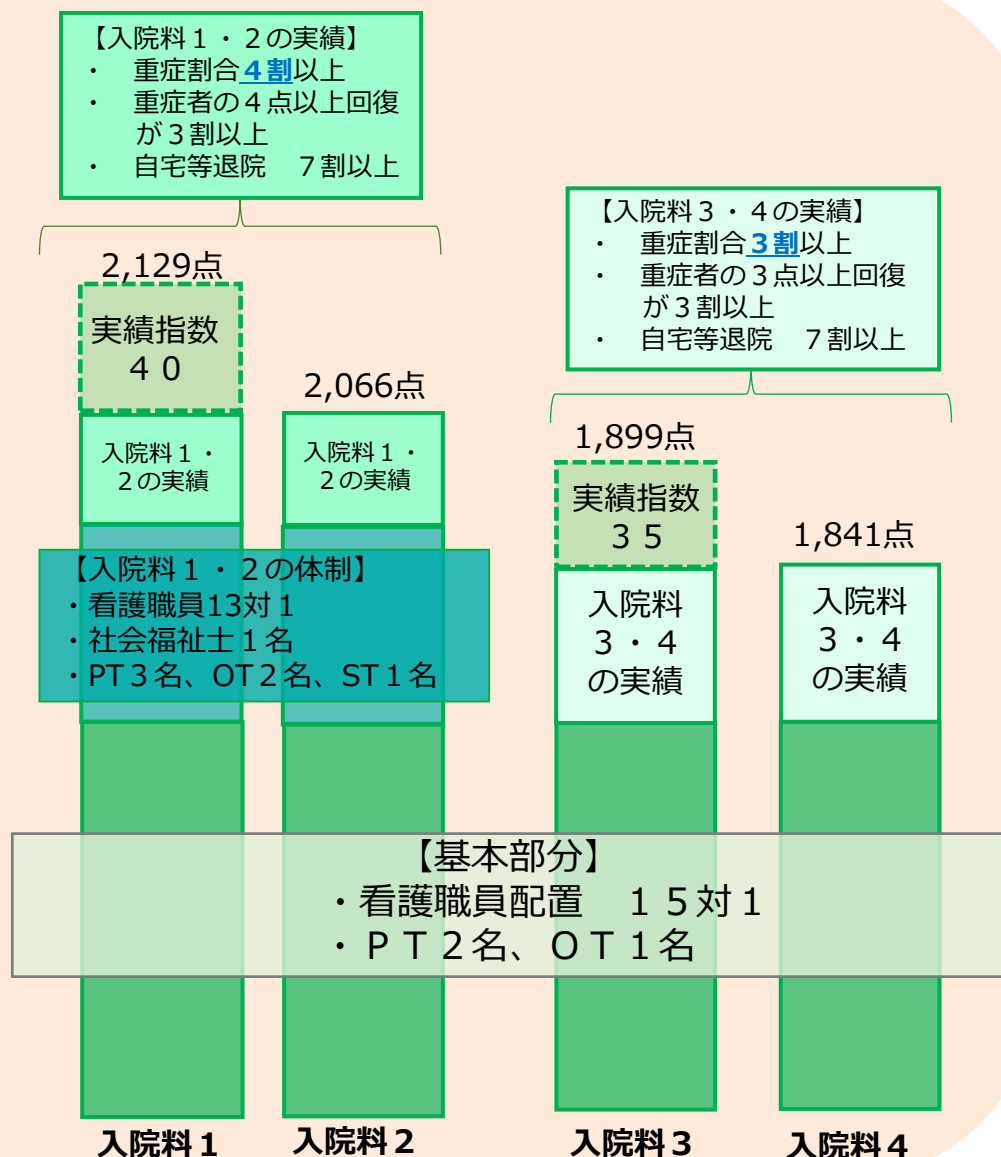 【入院料１・２の実績】
・　重症割合４割以上
・　重症者の４点以上回復
が３割以上
・　自宅等退院　７割以上
【入院料３・４の実績】
・　重症割合３割以上
・　重症者の３点以上回復
が３割以上
・　自宅等退院　７割以上
2,129点
実績指数
４０
入院料１・
２の実績
2,066点
入院料１・
２の実績
1,899点
実績指数
３５
入院料
３・４
の実績
1,841点
入院料
３・４
の実績
【入院料１・２の体制】
・看護職員13対１
・社会福祉士１名
・PT３名、OT２名、ST１名
【基本部分】
・看護職員配置　１５対１
・ＰＴ２名、ＯＴ１名
入院料１
入院料２
入院料３
入院料４